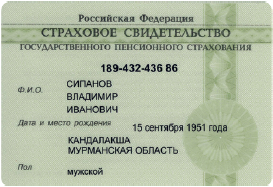 Российская Федерация
СТРАХОВОЕ СВИДЕТЕЛЬСТВО
ГОСУДАРСТВЕННОГО ПЕНСИОННОГО СТРАХОВАНИЯ
189-432-436 86
СИПАНОВ
Ф.И.О. ВЛАДИМИР
ИВАНОВИЧ
Дата и место рождения 15 сентября 1951 года
КАНДАЛАКША
МУРМАНСКАЯ ОБЛАСТЬ
Пол мужской